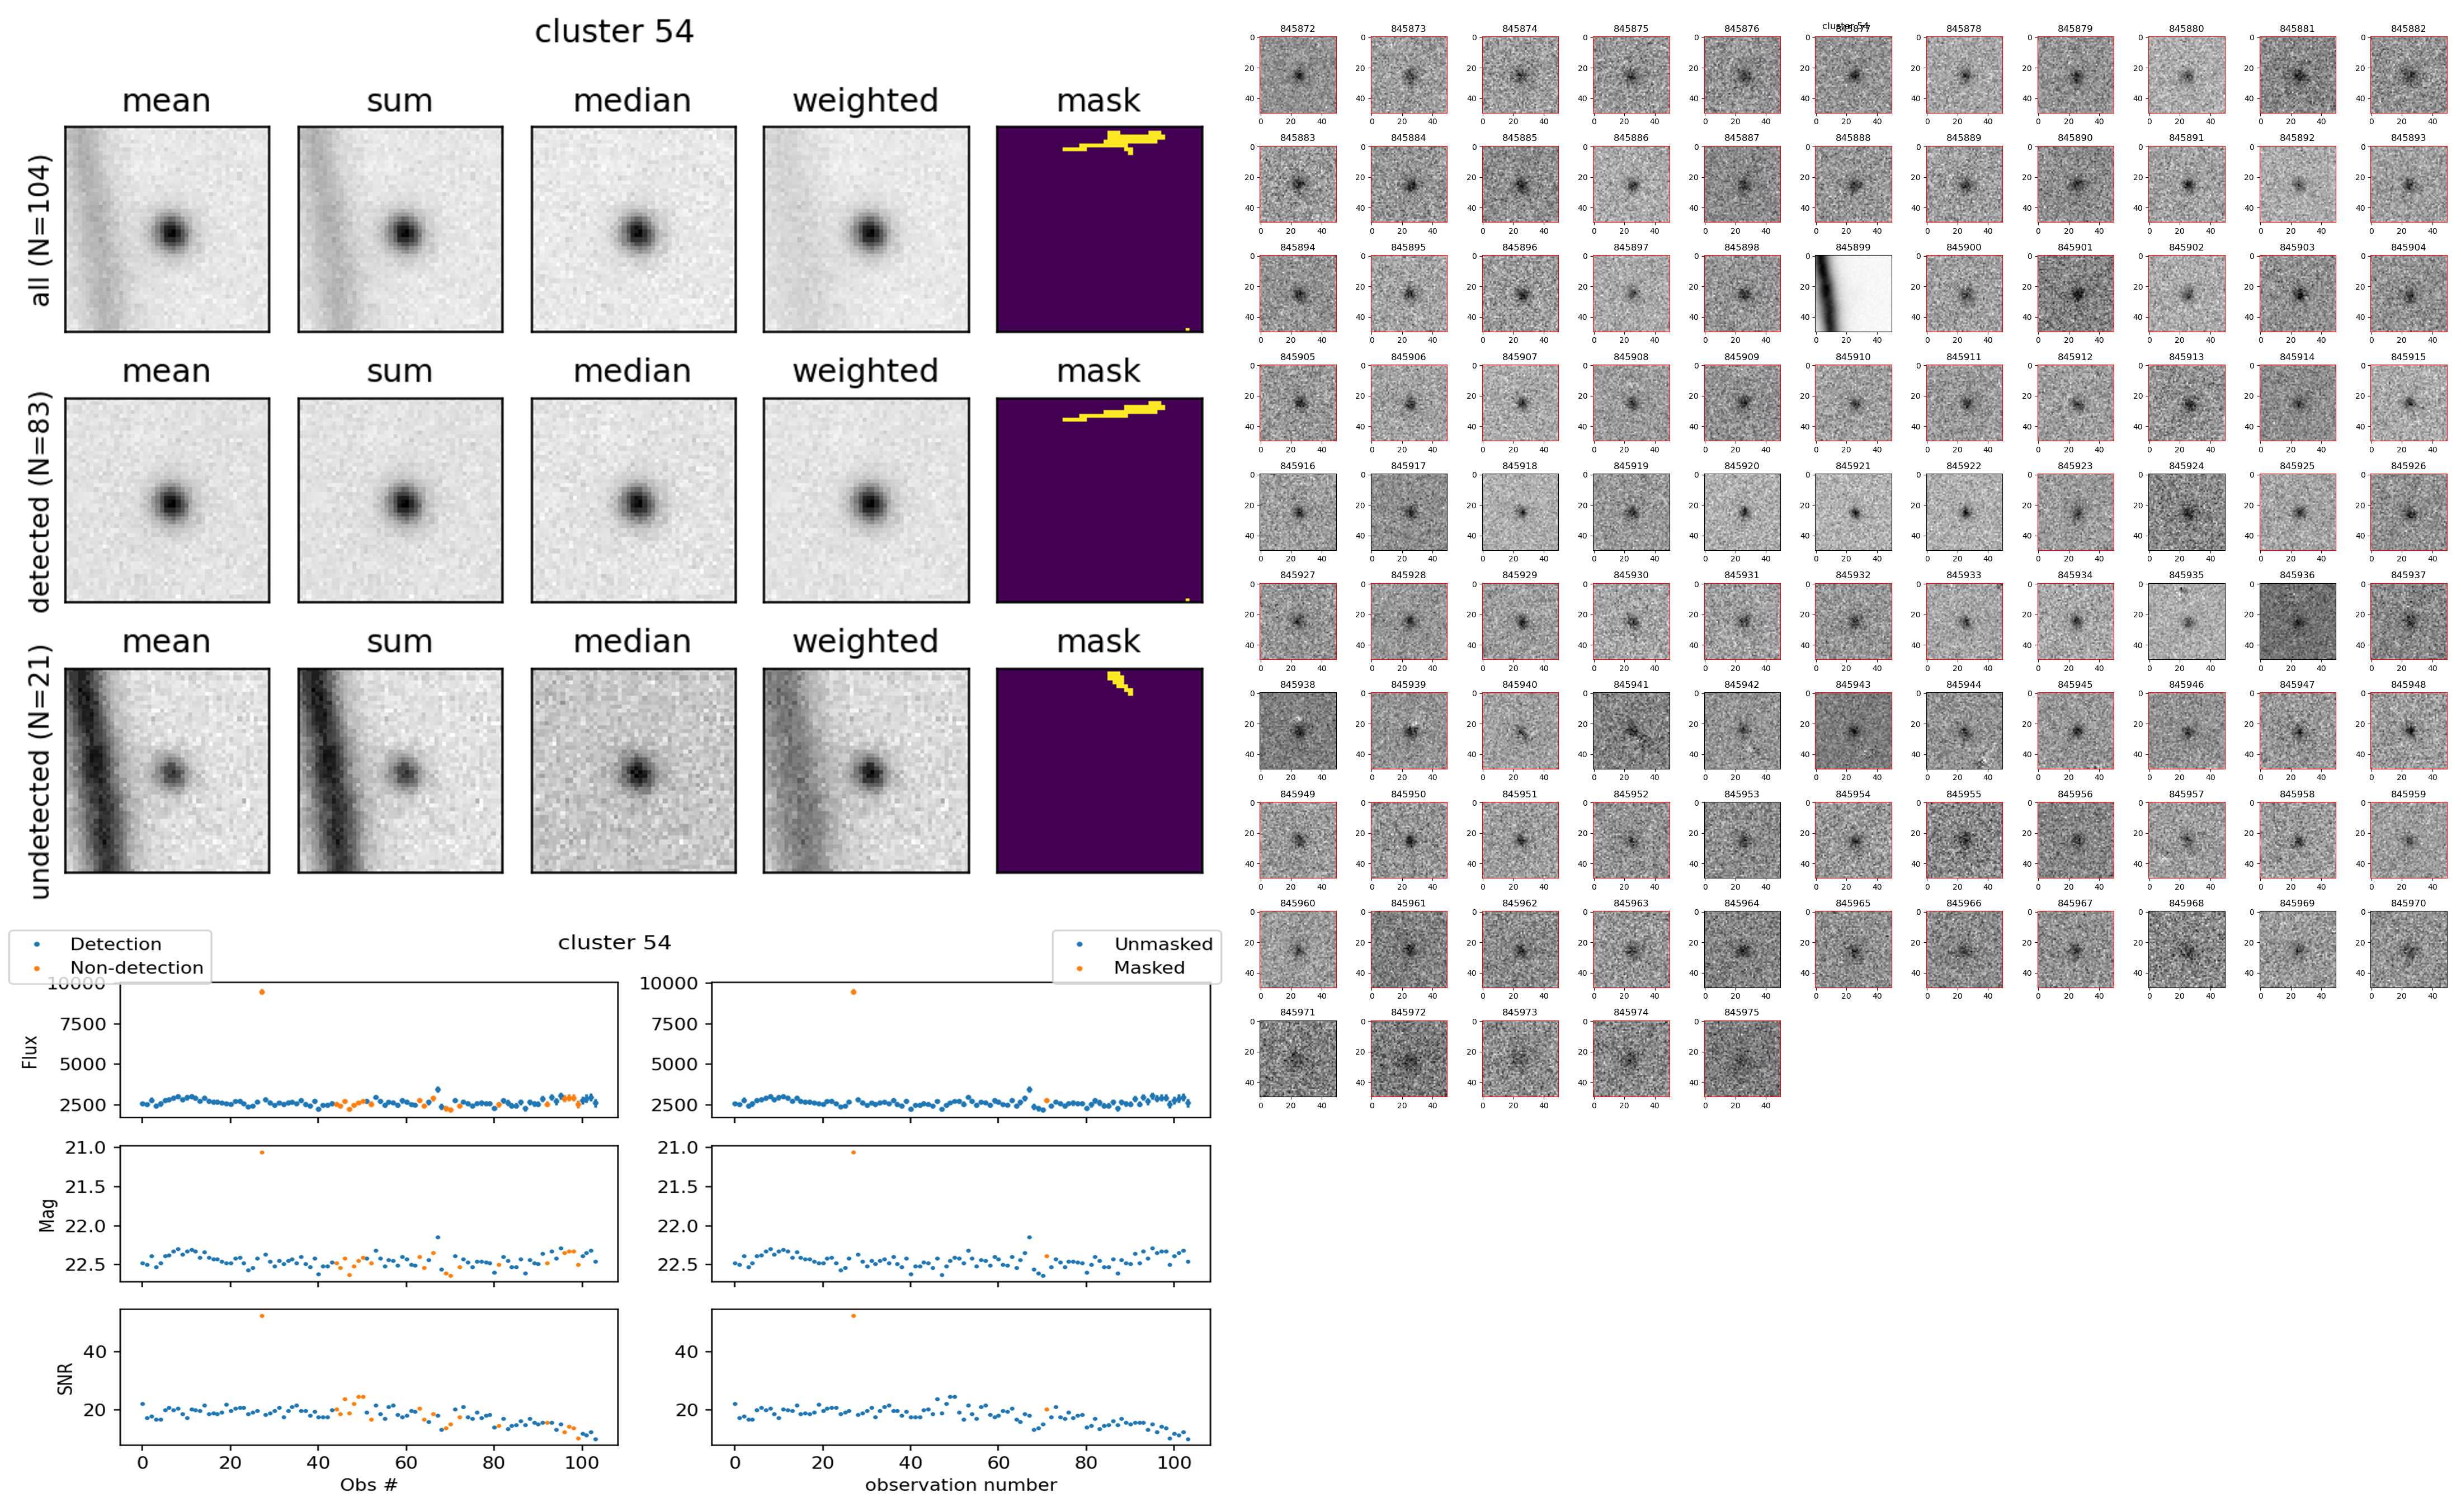 cluster 54
mean sum median weighted mask
all (N=104)
mean sum median weighted mask
detected (N=83)
mean sum median weighted mask
undetected (N=21)
Detection
Non-detection
cluster 54
Unmasked
Masked
10000
7500
5000
2500
Flux
10000
7500
5000
2500
21.0
21.5
22.0
22.5
Mag
21.0
21.5
22.0
22.5
40
20
SNR
40
20
0 20 40 60 80 100
Obs #
0 20 40 60 80 100
observation number
cluster 54
845872 845873 845874 845875 845876 845877 845878 845879 845880 845881 845882
845883 845884 845885 845886 845887 845888 845889 845890 845891 845892 845893
845894 845895 845896 845897 845898 845899 845900 845901 845902 845903 845904
845905 845906 845907 845908 845909 845910 845911 845912 845913 845914 845915
845916 845917 845918 845919 845920 845921 845922 845923 845924 845925 845926
845927 845928 845929 845930 845931 845932 845933 845934 845935 845936 845937
845938 845939 845940 845941 845942 845943 845944 845945 845946 845947 845948
845949 845950 845951 845952 845953 845954 845955 845956 845957 845958 845959
845960 845961 845962 845963 845964 845965 845966 845967 845968 845969 845970
845971 845972 845973 845974 845975